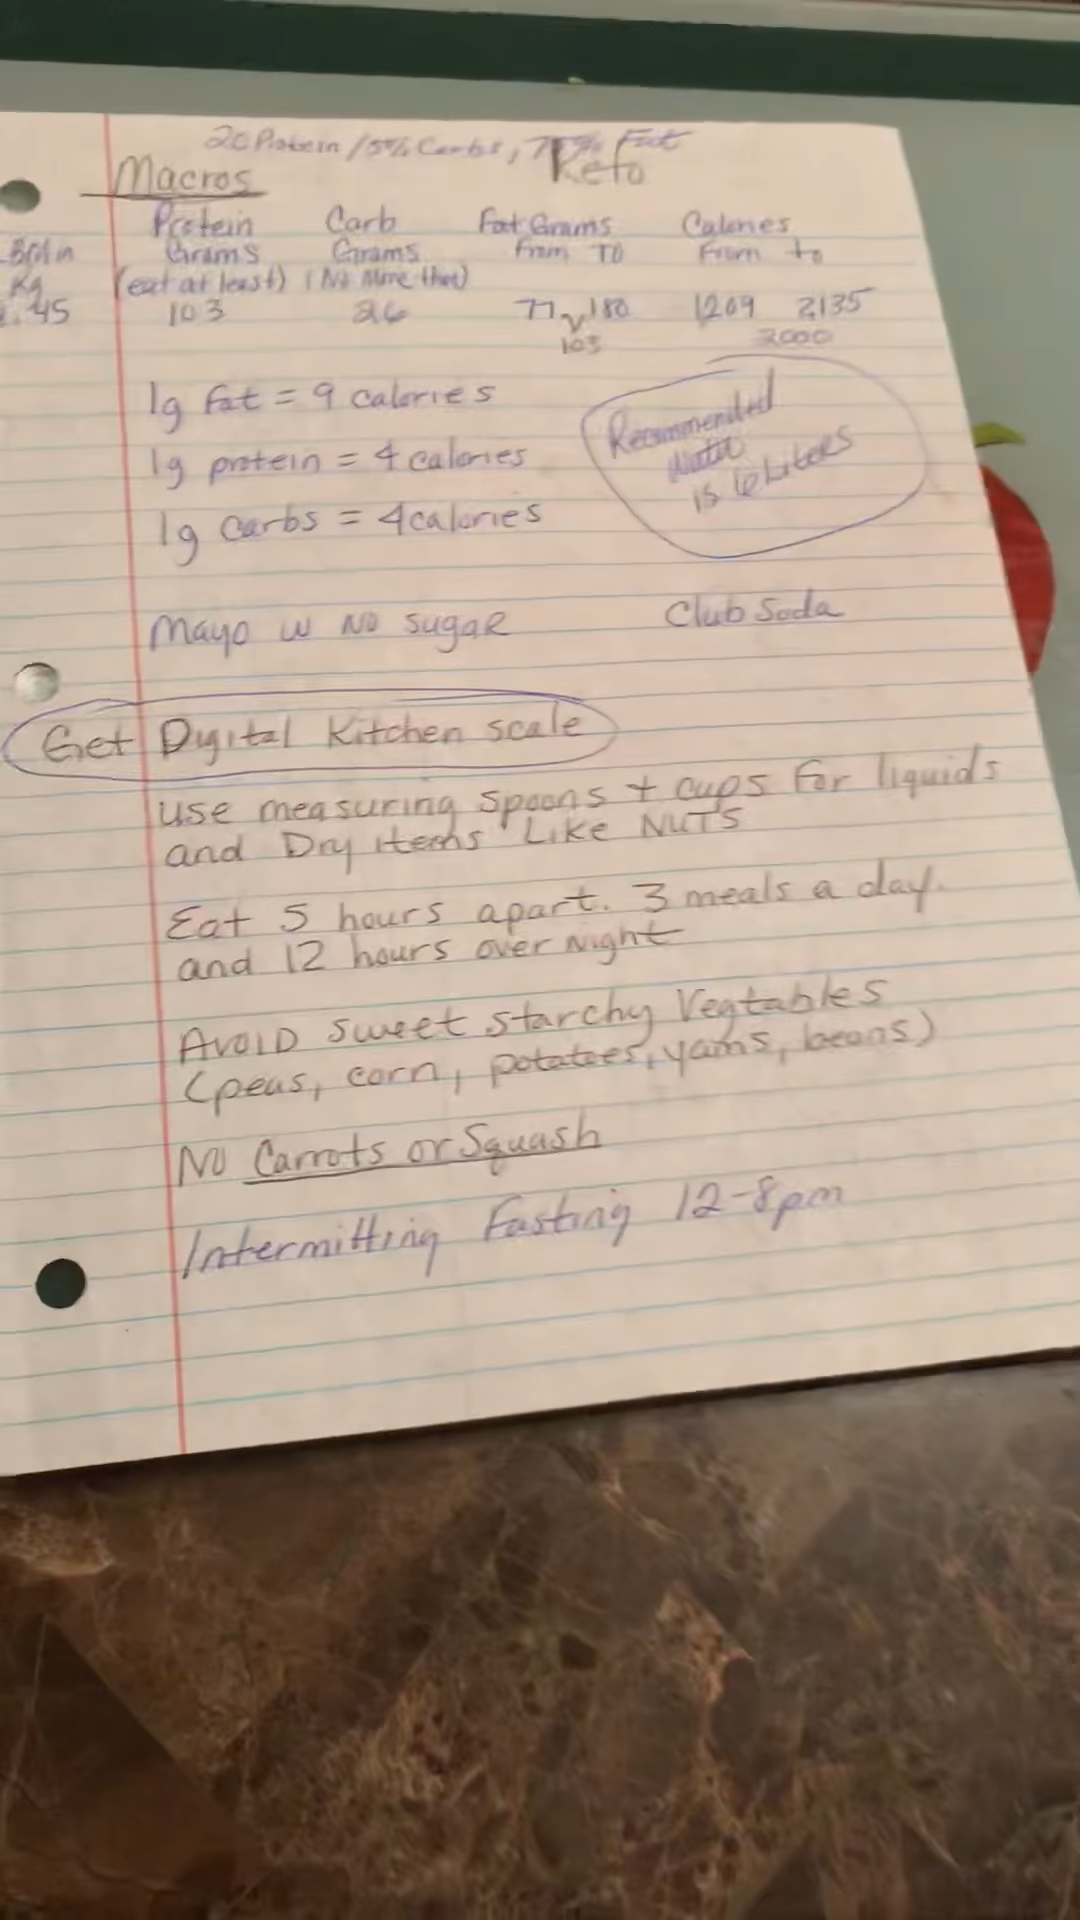 20 Protein / 5% Carbs, 75% Fat
Keto
Macros
Protein Carb Fat Grams Calories
Grams Grams From To From to
Kg (eat at least) (No More than)
.45 103 26 77 180 1209 2135
103 2000
1g fat = 9 calories
1g protein = 4 calories
1g carbs = 4 calories
Recommended
Water
is 6 Liters
Mayo w No sugar Club Soda
Get Digital Kitchen scale
use measuring spoons + cups for liquids
and Dry items Like NUTS
Eat 5 hours apart. 3 meals a day.
and 12 hours over night
AVOID sweet starchy Vegtables
(peas, corn, potatoes, yams, beans)
No Carrots or Squash
Intermitting Fasting 12-8pm